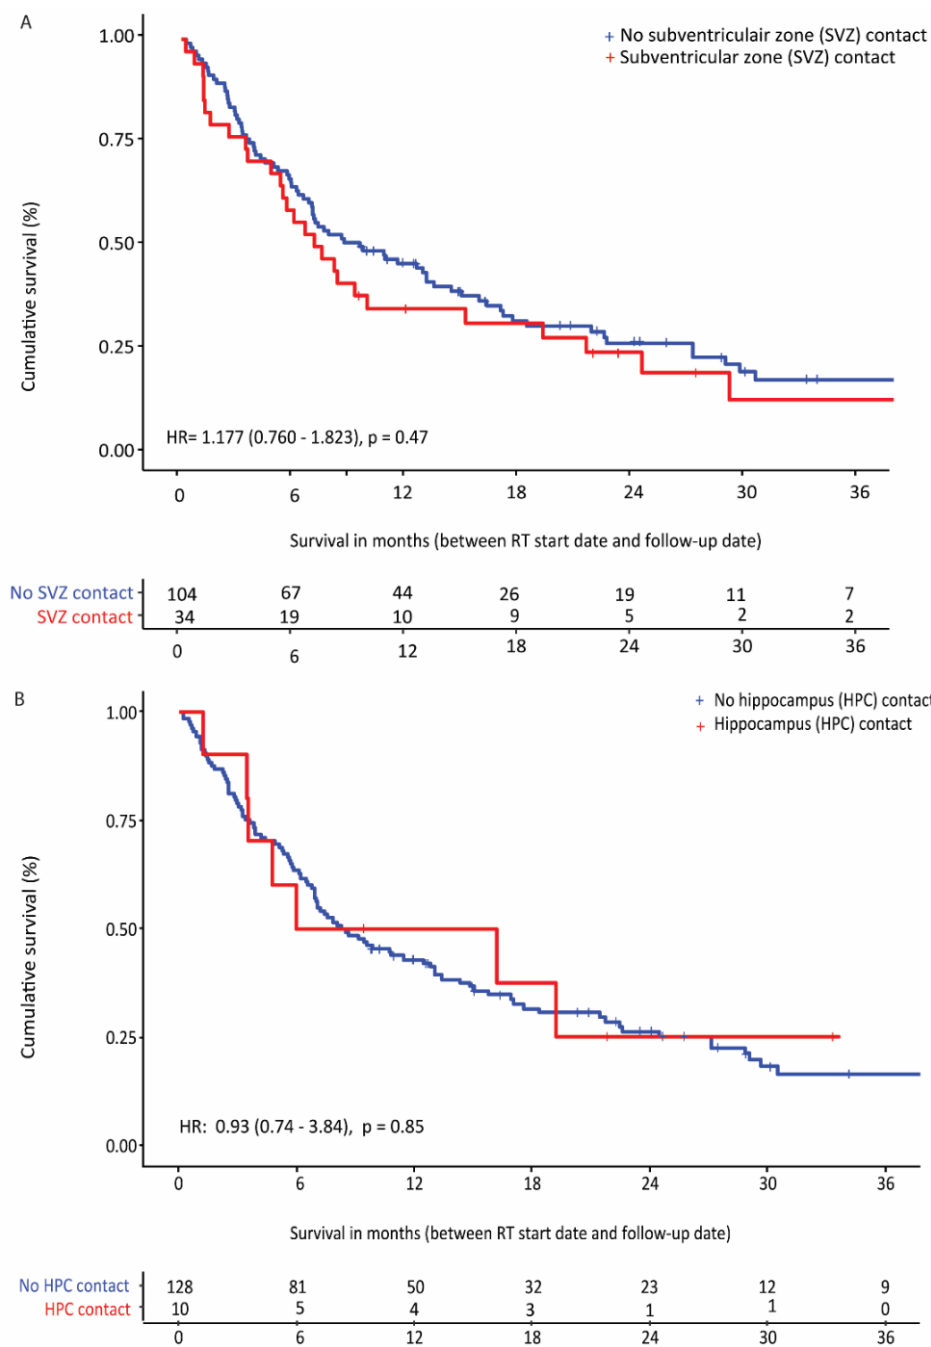 A
+ No subventriculair zone (SVZ) contact
+ Subventricular zone (SVZ) contact
1.00
0.75
0.50
0.25
0.00
Cumulative survival (%)
HR= 1.177 (0.760 - 1.823), p = 0.47
0 6 12 18 24 30 36
Survival in months (between RT start date and follow-up date)
No SVZ contact 104 67 44 26 19 11 7
SVZ contact 34 19 10 9 5 2 2
0 6 12 18 24 30 36
B
+ No hippocampus (HPC) contact
+ Hippocampus (HPC) contact
1.00
0.75
0.50
0.25
0.00
Cumulative survival (%)
HR: 0.93 (0.74 - 3.84), p = 0.85
0 6 12 18 24 30 36
Survival in months (between RT start date and follow-up date)
No HPC contact 128 81 50 32 23 12 9
HPC contact 10 5 4 3 1 1 0
0 6 12 18 24 30 36